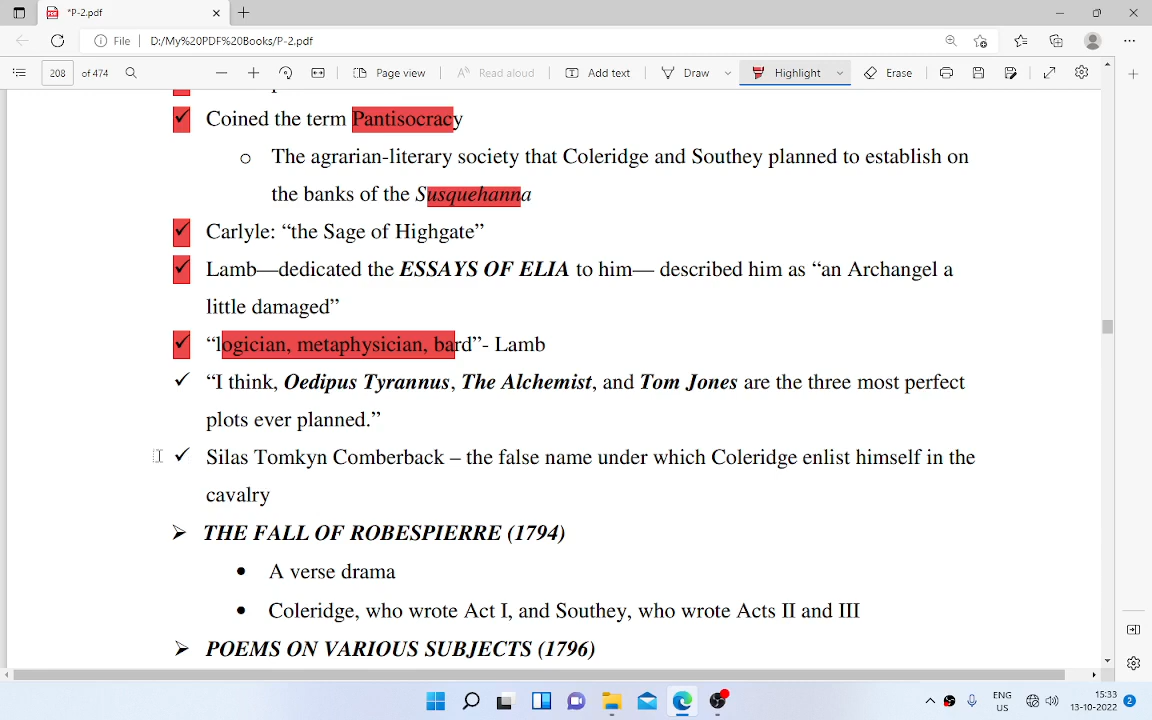 *P-2.pdf
File
D:/My%20PDF%20Books/P-2.pdf
208 of 474
Page view
Read aloud
Add text
Draw
Highlight
Erase
✓ Coined the term Pantisocracy
o The agrarian-literary society that Coleridge and Southey planned to establish on
the banks of the Susquehanna
✓ Carlyle: “the Sage of Highgate”
✓ Lamb—dedicated the ESSAYS OF ELIA to him— described him as “an Archangel a
little damaged”
✓ “logician, metaphysician, bard”- Lamb
✓ “I think, Oedipus Tyrannus, The Alchemist, and Tom Jones are the three most perfect
plots ever planned.”
✓ Silas Tomkyn Comberback – the false name under which Coleridge enlist himself in the
cavalry
➢ THE FALL OF ROBESPIERRE (1794)
• A verse drama
• Coleridge, who wrote Act I, and Southey, who wrote Acts II and III
➢ POEMS ON VARIOUS SUBJECTS (1796)
ENG
US
15:33
13-10-2022
2